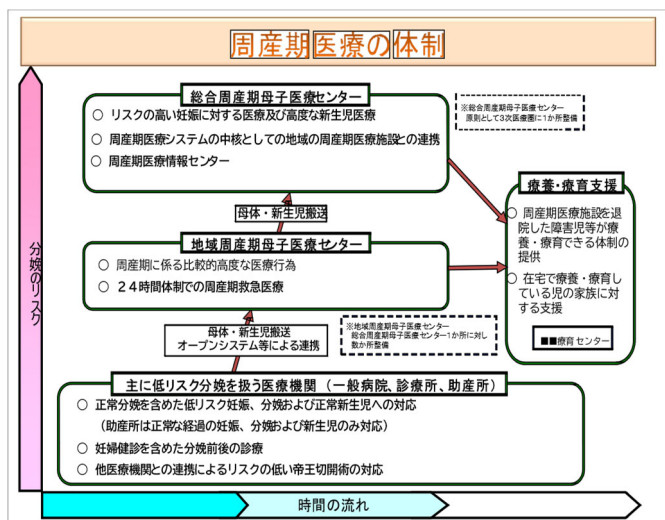 周産期医療の体制
総合周産期母子医療センター
○ リスクの高い妊娠に対する医療及び高度な新生児医療
○ 周産期医療システムの中核としての地域の周産期医療施設との連携
○ 周産期医療情報センター
※総合周産期母子医療センター
原則として3次医療圏に1か所整備
母体・新生児搬送
地域周産期母子医療センター
○ 周産期に係る比較的高度な医療行為
○ 24時間体制での周産期救急医療
療養・療育支援
○ 周産期医療施設を退
院した障害児等が療
養・療育できる体制の
提供
○ 在宅で療養・療育し
ている児の家族に対
する支援
■■療育センター
母体・新生児搬送
オープンシステム等による連携
※地域周産期母子医療センター
総合周産期母子医療センター1か所に対し
数か所整備
主に低リスク分娩を扱う医療機関(一般病院、診療所、助産所)
○ 正常分娩を含めた低リスク妊娠、分娩および正常新生児への対応
(助産所は正常な経過の妊娠、分娩および新生児のみ対応)
○ 妊婦健診を含めた分娩前後の診療
○ 他医療機関との連携によるリスクの低い帝王切開術の対応
分娩のリスク
時間の流れ